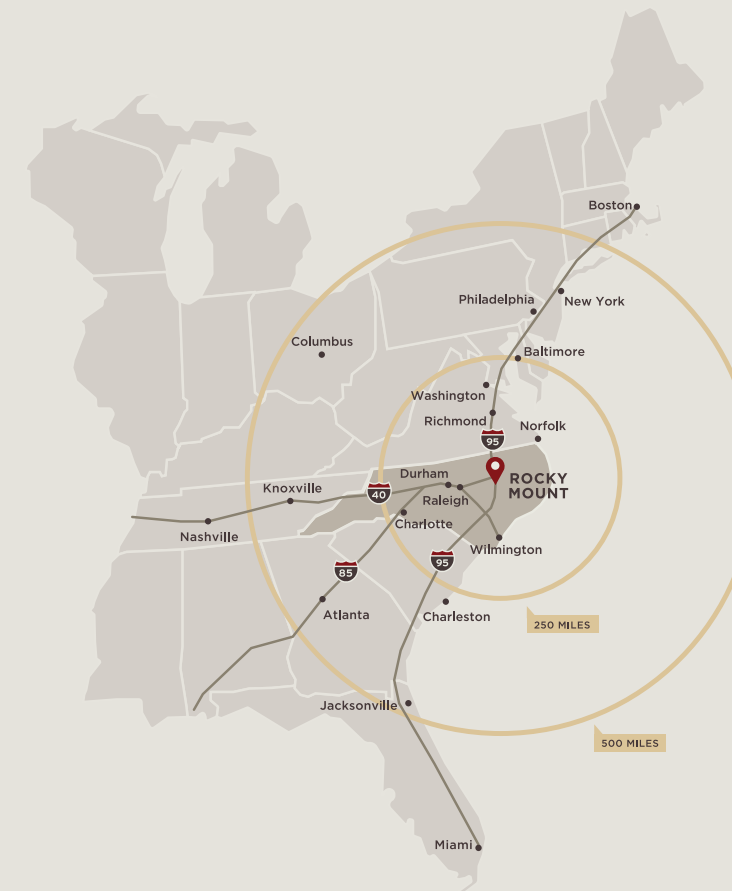 Boston
Philadelphia
New York
Columbus
Baltimore
Washington
Richmond
Norfolk
95
Durham
ROCKY
MOUNT
Knoxville
40
Raleigh
Charlotte
Nashville
Wilmington
95
85
Atlanta
Charleston
250 MILES
Jacksonville
500 MILES
Miami